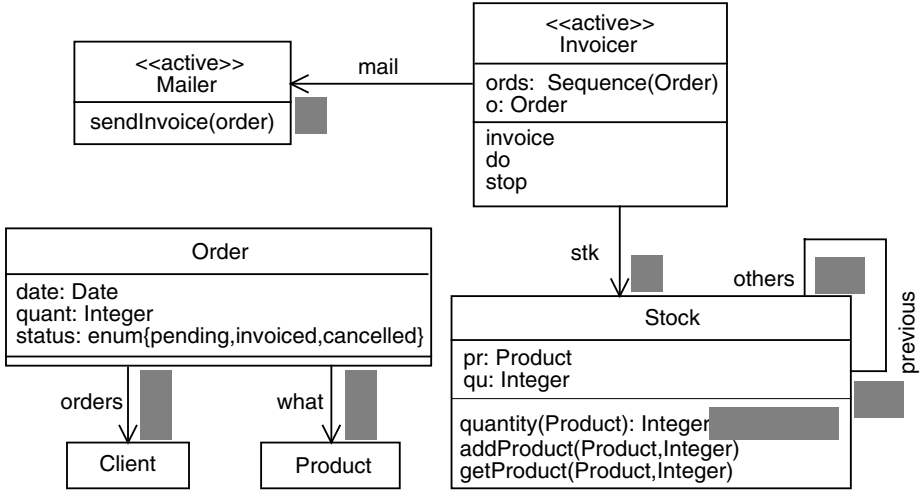 <<active>>
Mailer
sendInvoice(order)
mail
<<active>>
Invoicer
ords: Sequence(Order)
o: Order
invoice
do
stop
stk
Order
date: Date
quant: Integer
status: enum{pending,invoiced,cancelled}
orders
what
Client
Product
others
previous
Stock
pr: Product
qu: Integer
quantity(Product): Integer
addProduct(Product,Integer)
getProduct(Product,Integer)